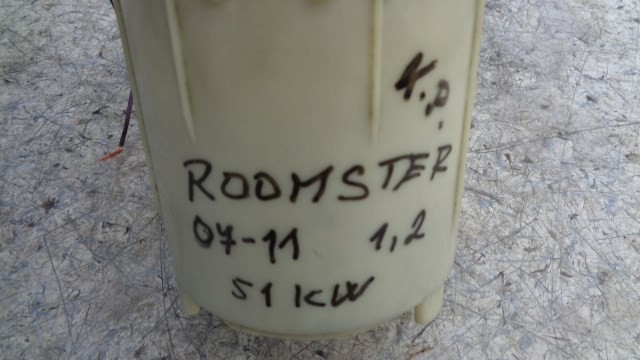 K.P.
ROOMSTER
07-11 1,2
51 KW